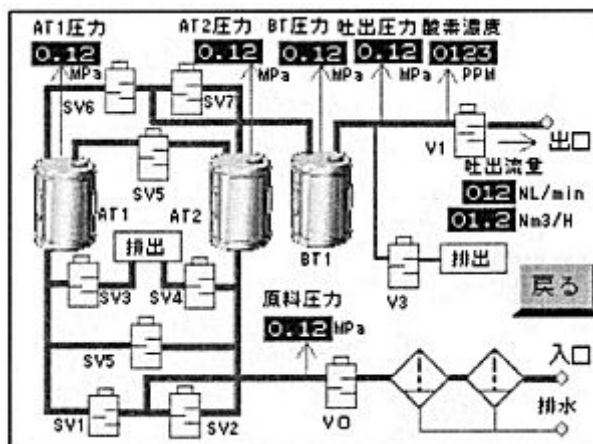 AT1圧力 AT2圧力 BT圧力 吐出圧力 酸素濃度
0.12 0.12 0.12 0.12 0123
MPa MPa MPa MPa PPM
SV6 SV7
V1 出口
SV5
吐出流量
AT1 AT2 BT1
012 NL/min
01.2 Nm3/H
排出 排出
SV3 SV4 V3
戻る
原料圧力
0.12 MPa
SV5
入口
SV1 SV2 V0 排水